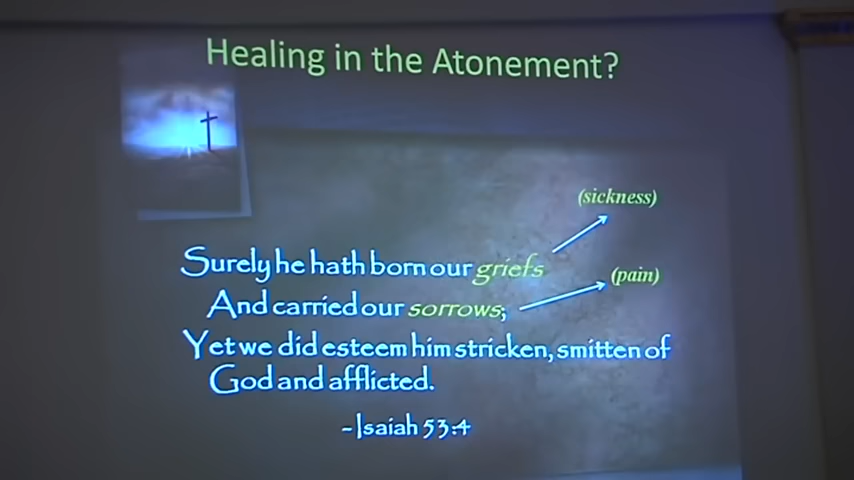 Healing in the Atonement?
(sickness)
Surely he hath born our griefs
(pain)
And carried our sorrows;
Yet we did esteem him stricken, smitten of
God and afflicted.
-Isaiah 53:4